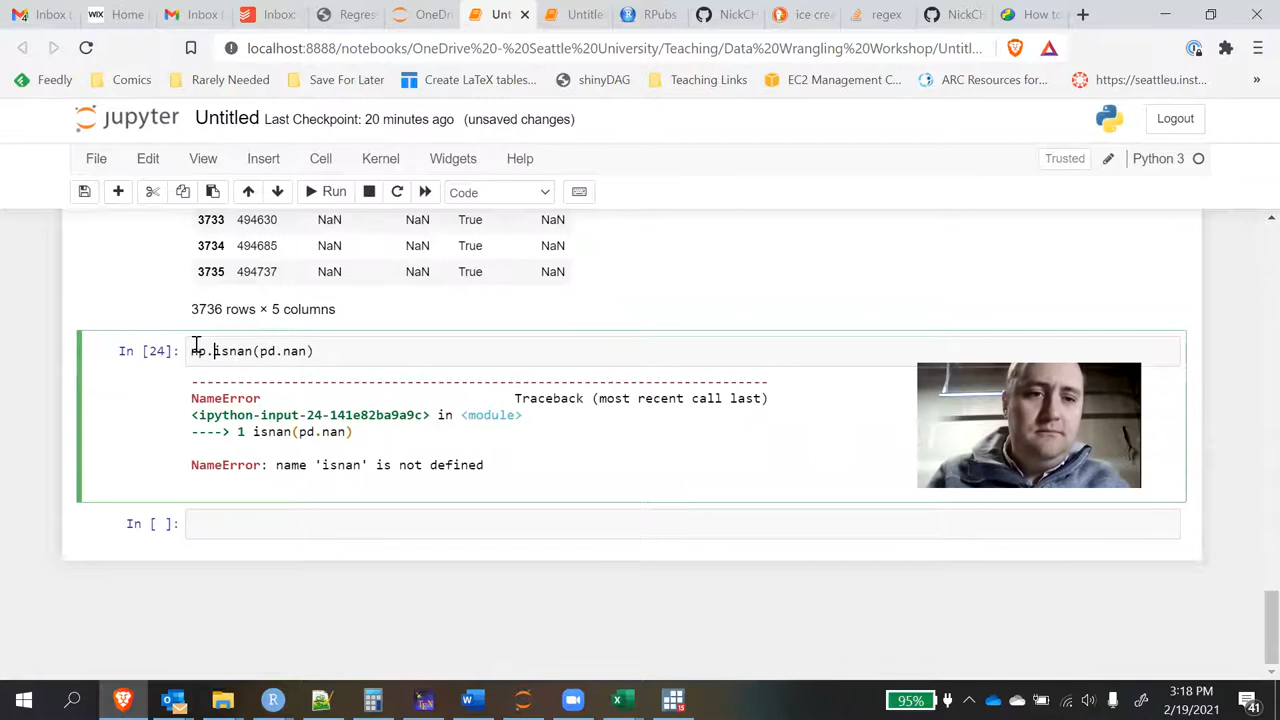 Inbox (
Home
Inbox (
Inbox:
Regres
OneDri
Unt
Untitle
RPubs
NickCH
ice cre
regex
NickCH
How to
localhost:8888/notebooks/OneDrive%20-%20Seattle%20University/Teaching/Data%20Wrangling%20Workshop/Untitl...
Feedly
Comics
Rarely Needed
Save For Later
Create LaTeX tables...
shinyDAG
Teaching Links
EC2 Management C...
ARC Resources for...
https://seattleu.inst...
»
jupyter Untitled Last Checkpoint: 20 minutes ago (unsaved changes)
Logout
File Edit View Insert Cell Kernel Widgets Help
Trusted
Python 3
Run
Code
3733 494630 NaN NaN True NaN
3734 494685 NaN NaN True NaN
3735 494737 NaN NaN True NaN
3736 rows × 5 columns
In [24]: np.isnan(pd.nan)
---------------------------------------------------------------------------
NameError Traceback (most recent call last)
<ipython-input-24-141e82ba9a9c> in <module>
----> 1 isnan(pd.nan)
NameError: name 'isnan' is not defined
In [ ]:
95%
3:18 PM
2/19/2021
41